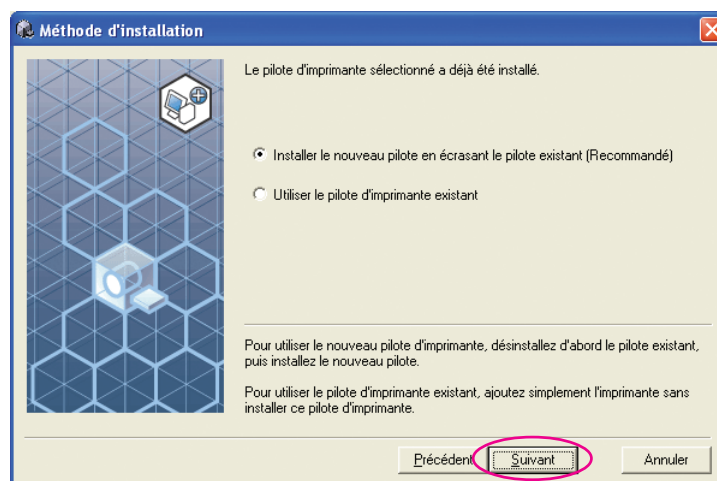 Méthode d'installation
Le pilote d'imprimante sélectionné a déjà été installé.
Installer le nouveau pilote en écrasant le pilote existant (Recommandé)
Utiliser le pilote d'imprimante existant
Pour utiliser le nouveau pilote d'imprimante, désinstallez d'abord le pilote existant,
puis installez le nouveau pilote.
Pour utiliser le pilote d'imprimante existant, ajoutez simplement l'imprimante sans
installer ce pilote d'imprimante.
Précédent Suivant Annuler